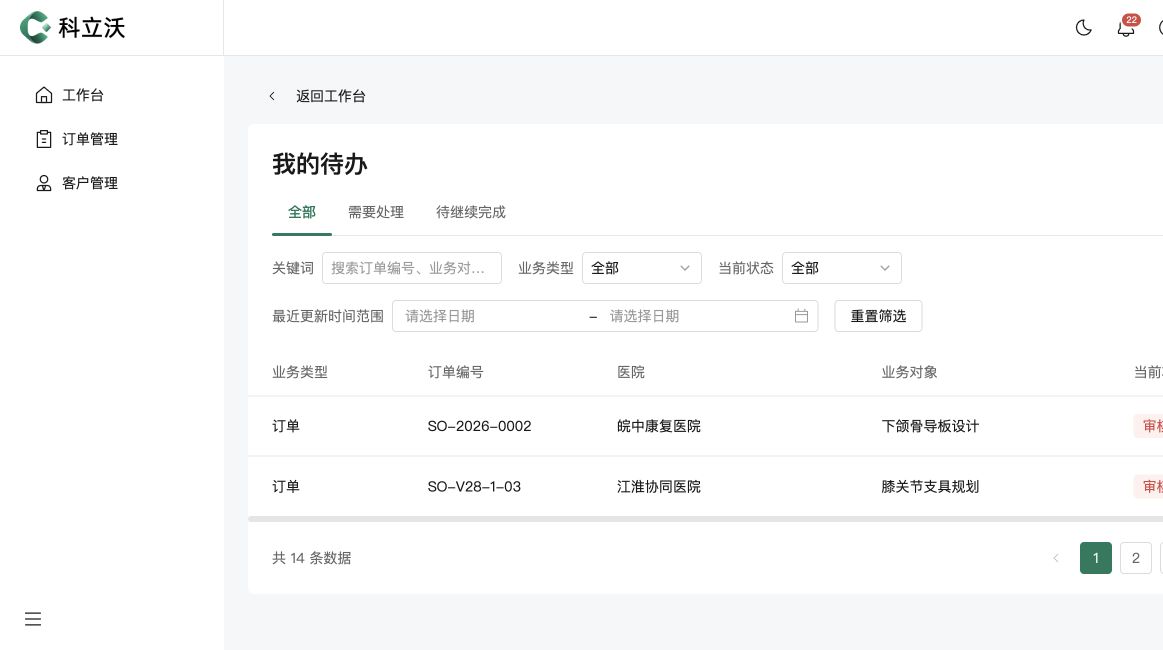 科立沃
22
工作台
订单管理
客户管理
返回工作台
我的待办
全部 需要处理 待继续完成
关键词 搜索订单编号、业务对... 业务类型 全部 当前状态 全部
最近更新时间范围 请选择日期 – 请选择日期 重置筛选
业务类型 订单编号 医院 业务对象 当前
订单 SO-2026-0002 皖中康复医院 下颌骨导板设计 审
订单 SO-V28-1-03 江淮协同医院 膝关节支具规划 审
共 14 条数据 1 2